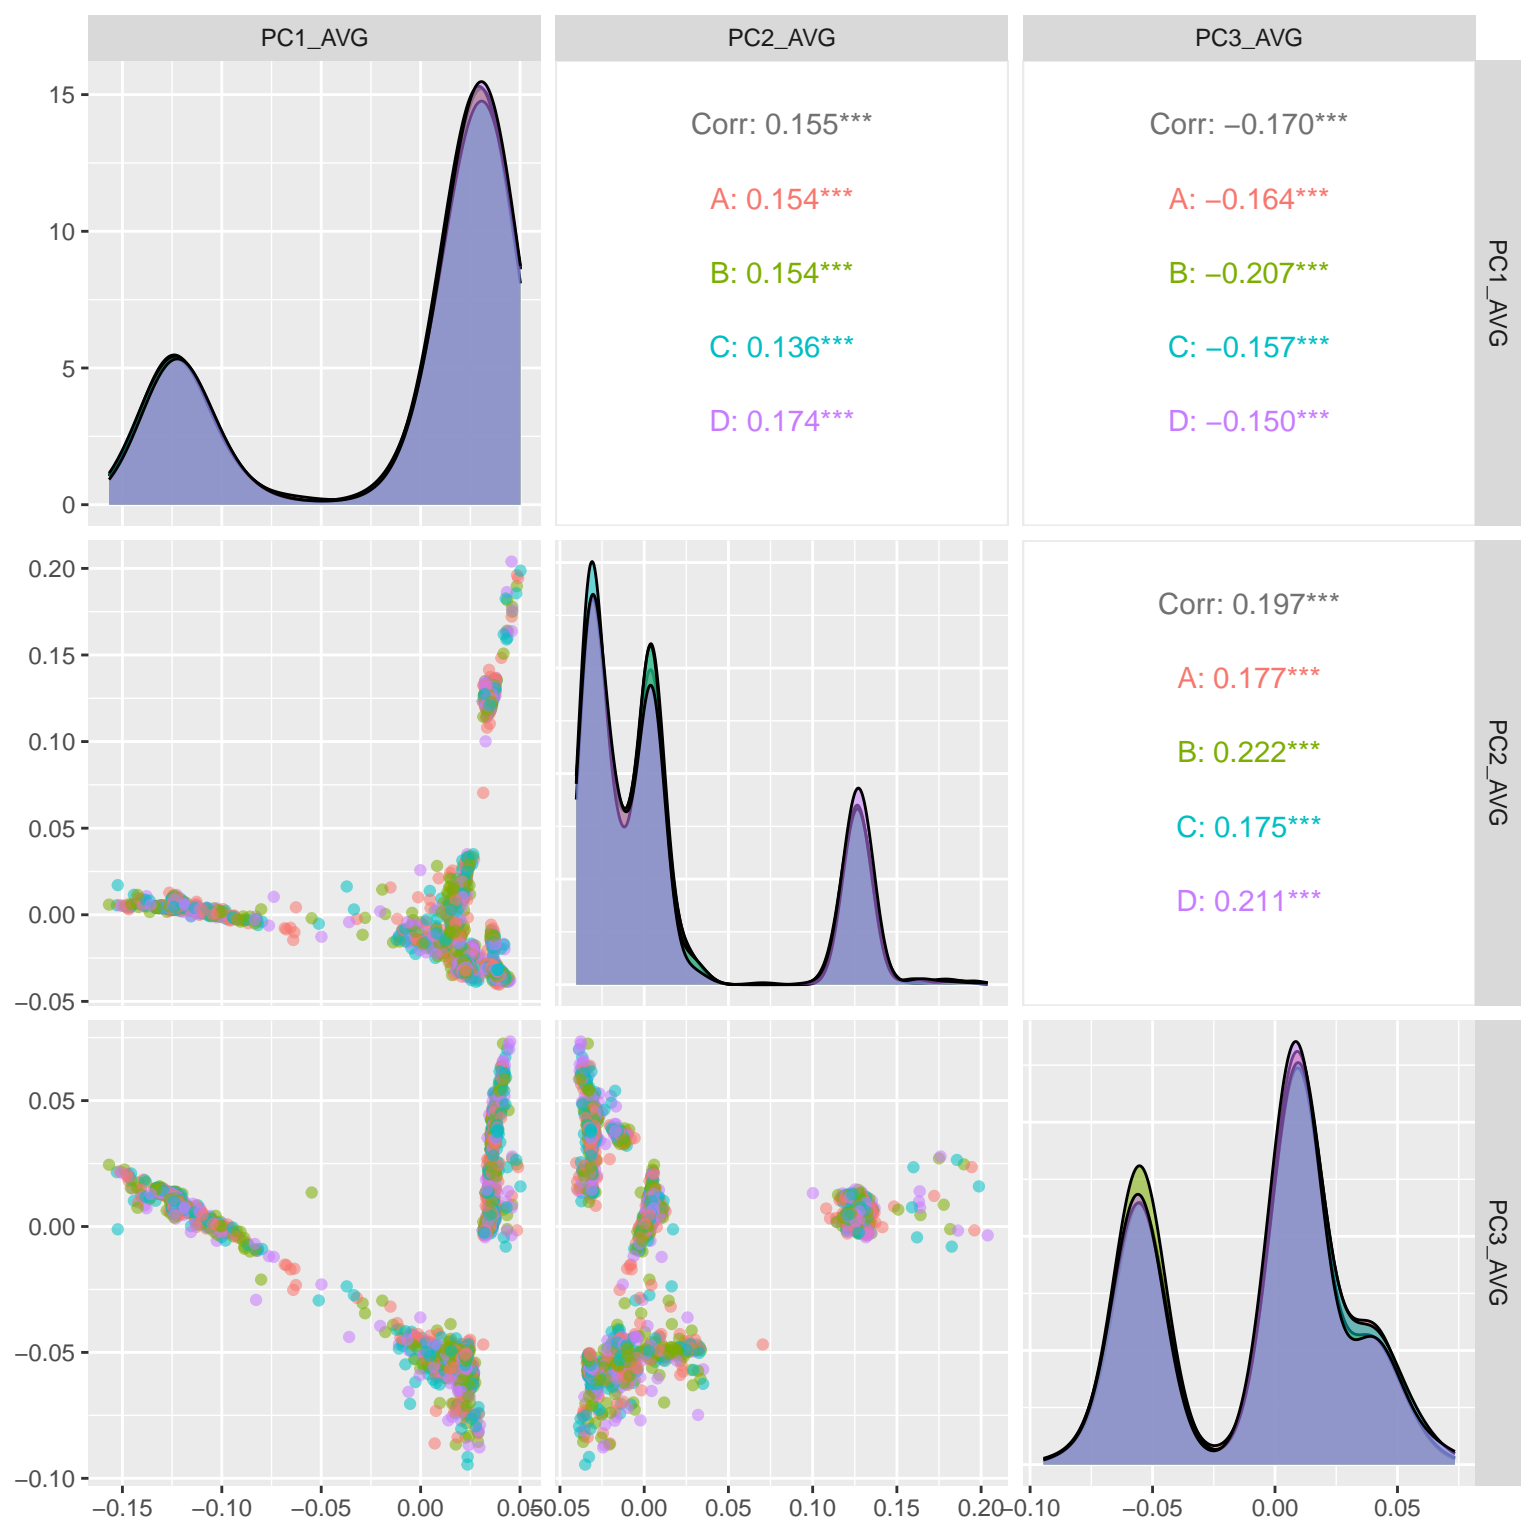 PC1_AVG PC2_AVG PC3_AVG
15
10
5
0
Corr: 0.155***
A: 0.154***
B: 0.154***
C: 0.136***
D: 0.174***
Corr: −0.170***
A: −0.164***
B: −0.207***
C: −0.157***
D: −0.150***
PC1_AVG
0.20
0.15
0.10
0.05
0.00
−0.05
Corr: 0.197***
A: 0.177***
B: 0.222***
C: 0.175***
D: 0.211***
PC2_AVG
0.05
0.00
−0.05
−0.10
PC3_AVG
−0.15 −0.10 −0.05 0.00 0.05 −0.05 0.00 0.05 0.10 0.15 0.20 −0.10 −0.05 0.00 0.05